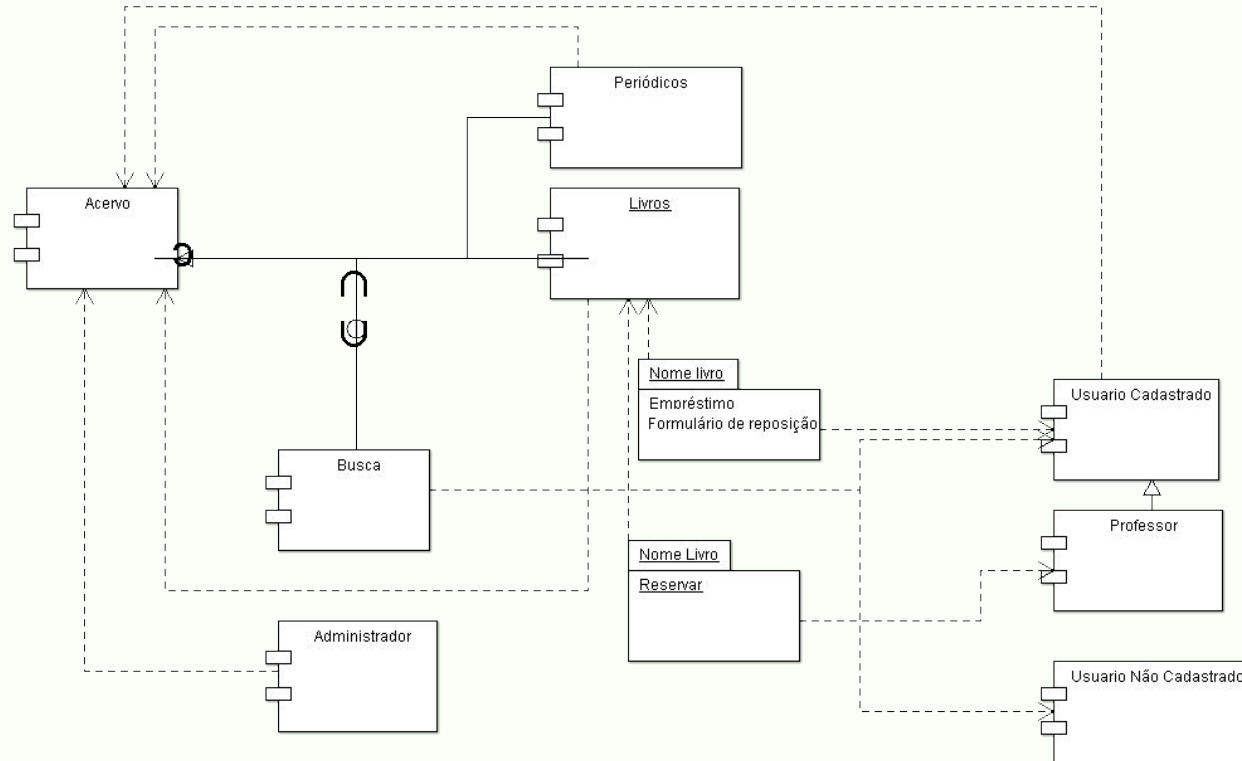 Periódicos
Acervo
Livros
Nome livro
Empréstimo
Formulário de reposição
Usuario Cadastrado
Busca
Professor
Nome Livro
Reservar
Administrador
Usuario Não Cadastrado